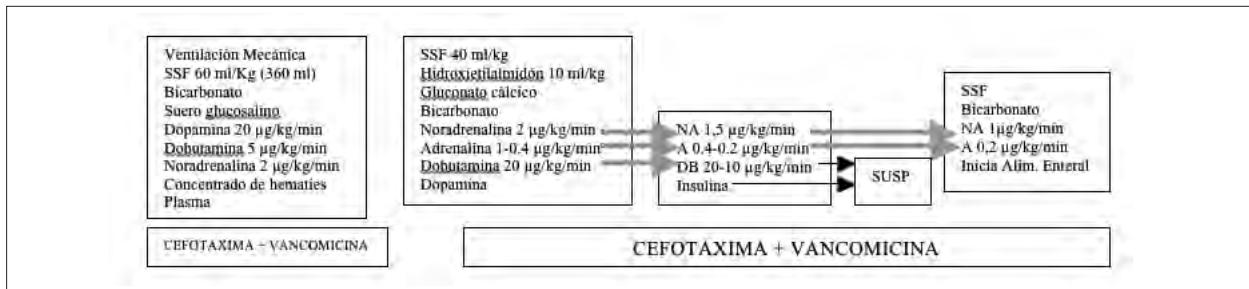 Ventilación Mecánica
SSF 60 ml/Kg (360 ml)
Bicarbonato
Suero glucosalino
Dopamina 20 µg/kg/min
Dobutamina 5 µg/kg/min
Noradrenalina 2 µg/kg/min
Concentrado de hematíes
Plasma
CEFOTAXIMA + VANCOMICINA
SSF 40 ml/kg
Hidroxietilalmidón 10 ml/kg
Gluconato cálcico
Bicarbonato
Noradrenalina 2 µg/kg/min
Adrenalina 1-0.4 µg/kg/min
Dobutamina 20 µg/kg/min
Dopamina
NA 1,5 µg/kg/min
A 0.4-0.2 µg/kg/min
DB 20-10 µg/kg/min
Insulina
SUSP
SSF
Bicarbonato
NA 1µg/kg/min
A 0,2 µg/kg/min
Inicia Alim. Enteral
CEFOTAXIMA + VANCOMICINA